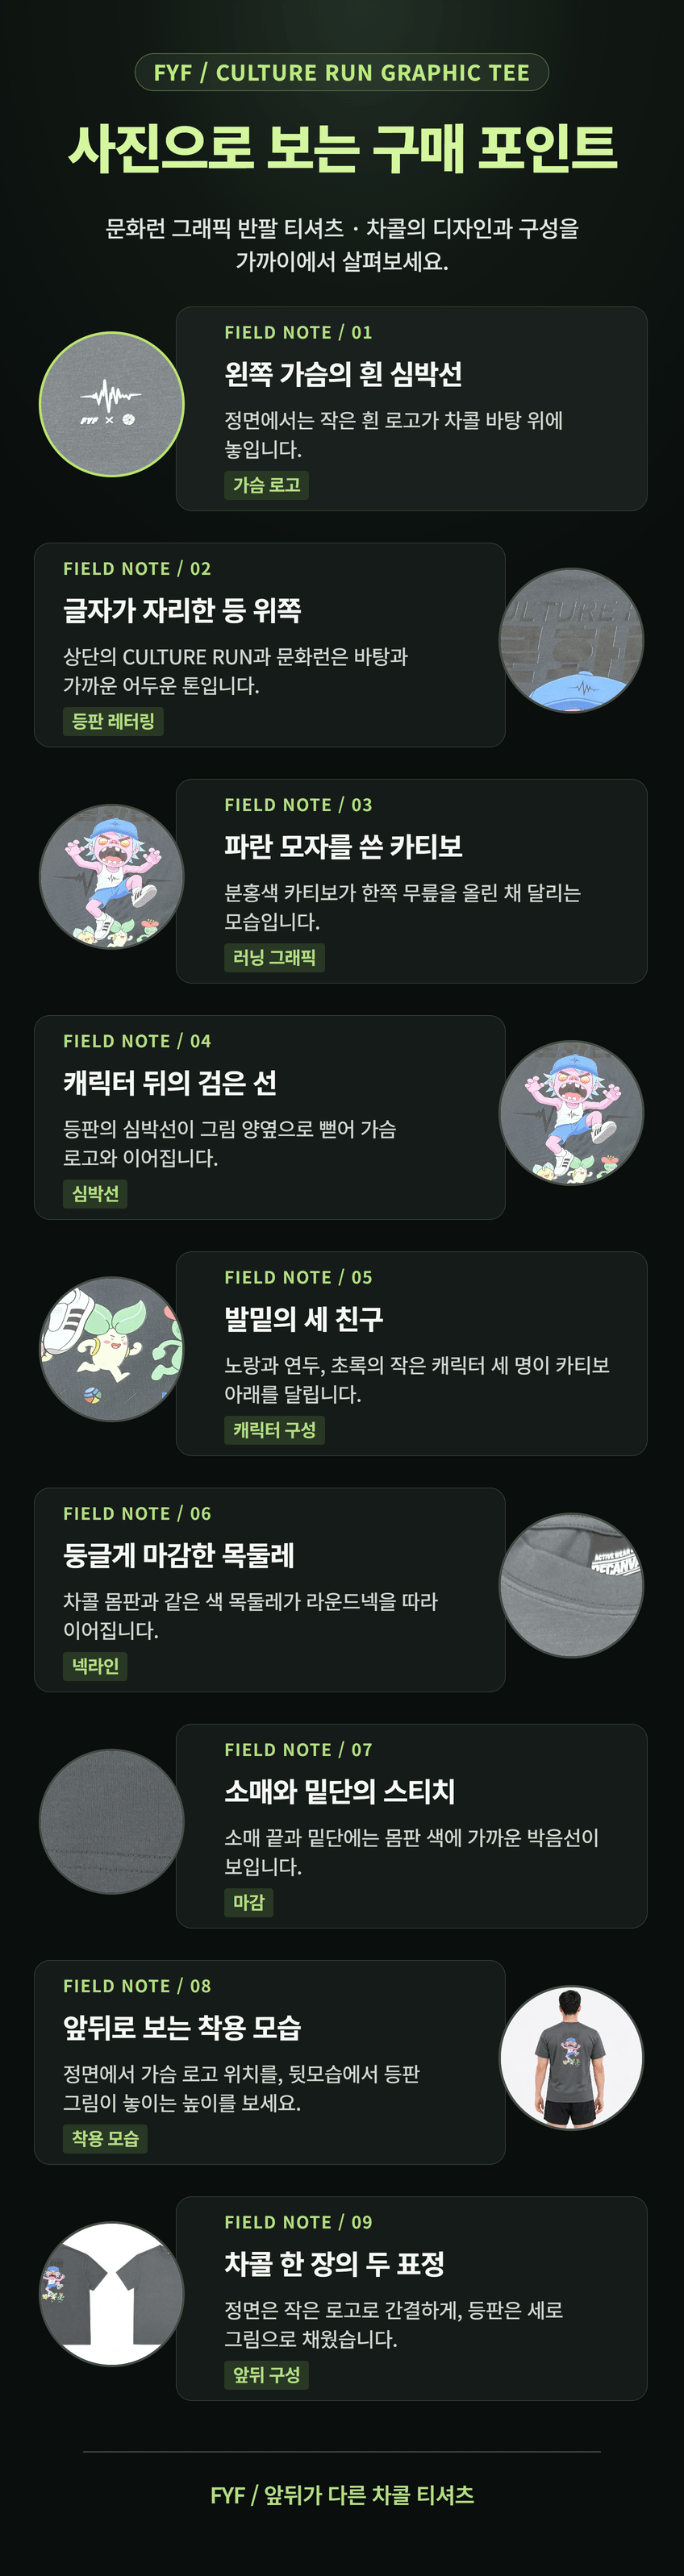 FYF / CULTURE RUN GRAPHIC TEE
사진으로 보는 구매 포인트
문화런 그래픽 반팔 티셔츠 · 차콜의 디자인과 구성을
가까이에서 살펴보세요.
FYF ×
FIELD NOTE / 01
왼쪽 가슴의 흰 심박선
정면에서는 작은 흰 로고가 차콜 바탕 위에
놓입니다.
가슴 로고
FIELD NOTE / 02
글자가 자리한 등 위쪽
상단의 CULTURE RUN과 문화런은 바탕과
가까운 어두운 톤입니다.
등판 레터링
ULTURE
FIELD NOTE / 03
파란 모자를 쓴 카티보
분홍색 카티보가 한쪽 무릎을 올린 채 달리는
모습입니다.
러닝 그래픽
FIELD NOTE / 04
캐릭터 뒤의 검은 선
등판의 심박선이 그림 양옆으로 뻗어 가슴
로고와 이어집니다.
심박선
FIELD NOTE / 05
발밑의 세 친구
노랑과 연두, 초록의 작은 캐릭터 세 명이 카티보
아래를 달립니다.
캐릭터 구성
FIELD NOTE / 06
둥글게 마감한 목둘레
차콜 몸판과 같은 색 목둘레가 라운드넥을 따라
이어집니다.
넥라인
ACTIVE WEAR
FIELD NOTE / 07
소매와 밑단의 스티치
소매 끝과 밑단에는 몸판 색에 가까운 박음선이
보입니다.
마감
FIELD NOTE / 08
앞뒤로 보는 착용 모습
정면에서 가슴 로고 위치를, 뒷모습에서 등판
그림이 놓이는 높이를 보세요.
착용 모습
FIELD NOTE / 09
차콜 한 장의 두 표정
정면은 작은 로고로 간결하게, 등판은 세로
그림으로 채웠습니다.
앞뒤 구성
FYF / 앞뒤가 다른 차콜 티셔츠